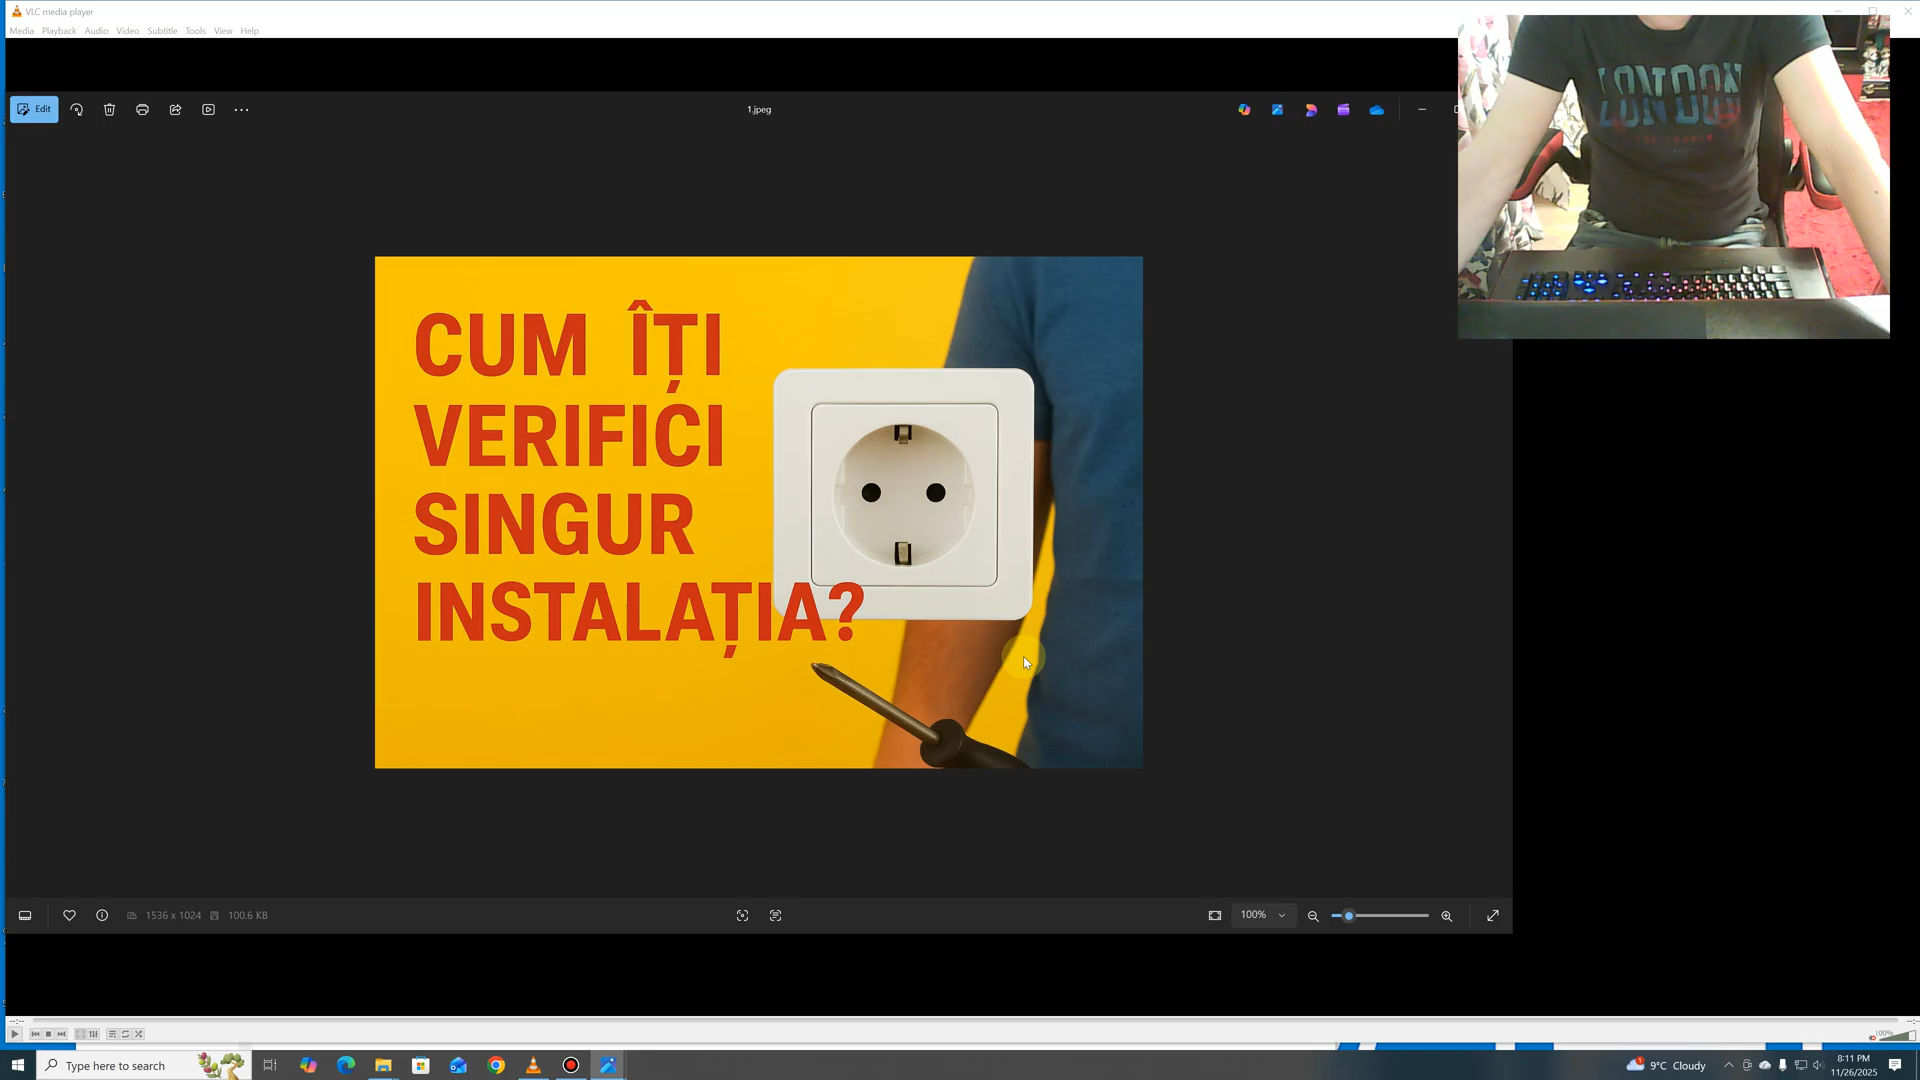 VLC media player
Media Playback Audio Video Subtitle Tools View Help
Edit
1.jpeg
LONDON
CUM ÎȚI
VERIFICI
SINGUR
INSTALAȚIA?
1536 x 1024 100.6 KB
100%
--:-- --:--
100%
Type here to search
1
9°C Cloudy
8:11 PM
11/26/2025